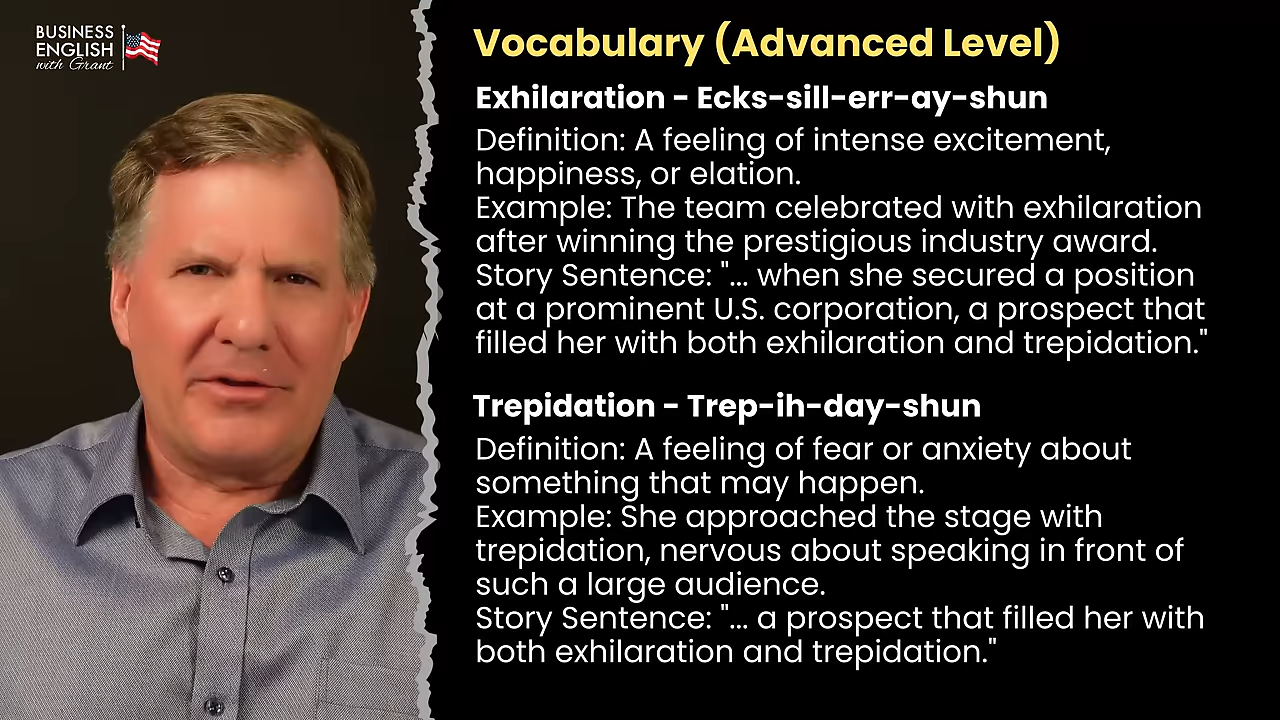 BUSINESS
ENGLISH
with Grant
Vocabulary (Advanced Level)
Exhilaration - Ecks-sill-err-ay-shun
Definition: A feeling of intense excitement,
happiness, or elation.
Example: The team celebrated with exhilaration
after winning the prestigious industry award.
Story Sentence: "... when she secured a position
at a prominent U.S. corporation, a prospect that
filled her with both exhilaration and trepidation."
Trepidation - Trep-ih-day-shun
Definition: A feeling of fear or anxiety about
something that may happen.
Example: She approached the stage with
trepidation, nervous about speaking in front of
such a large audience.
Story Sentence: "... a prospect that filled her with
both exhilaration and trepidation."